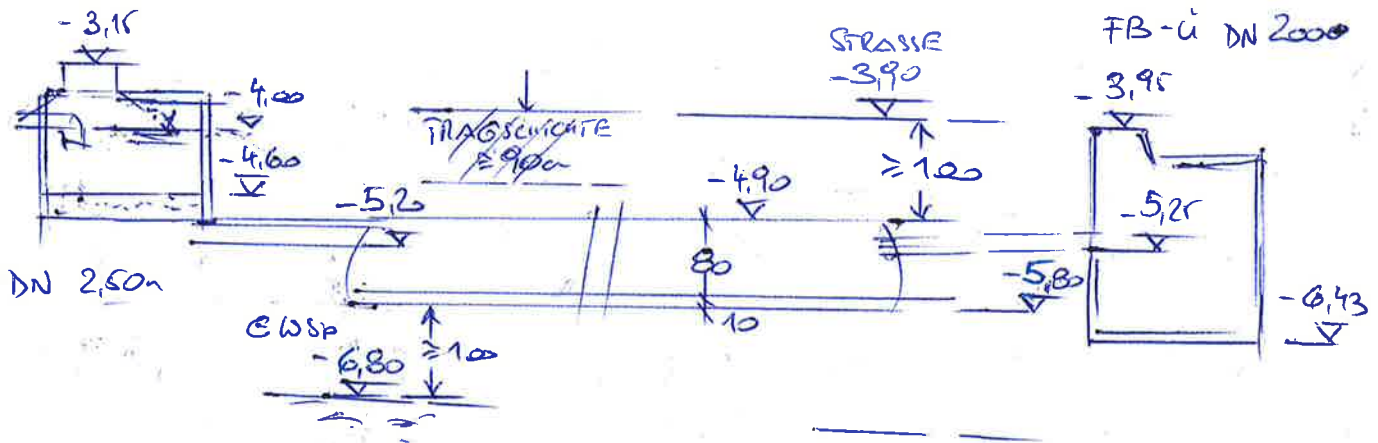 - 3,15
STRASSE
-3,90
FB-Ü DN 2000
- 3,95
- 4,00
TRAGSCHICHTE
≥ 90cm
≥ 1,00
- 4,60
- 4,90
- 5,20
- 5,25
80
DN 2,50m
-5,80
10
GWSp
- 6,80
≥ 1,00
- 6,43